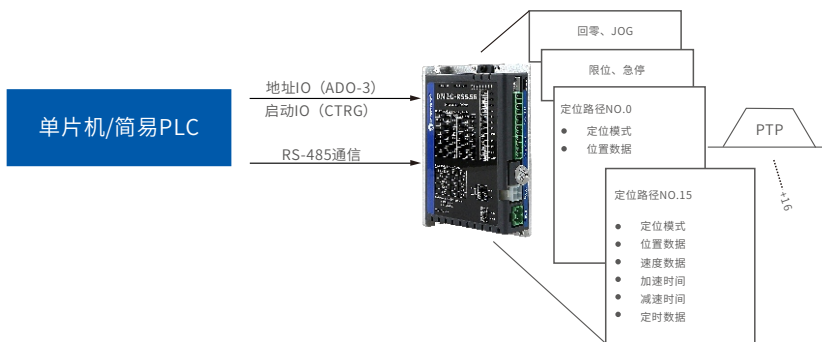 单片机/简易PLC
地址IO（ADO-3）
启动IO（CTRG）
RS-485通信
回零、JOG
限位、急停
定位路径NO.0
● 定位模式
● 位置数据
定位路径NO.15
● 定位模式
● 位置数据
● 速度数据
● 加速时间
● 减速时间
● 定时数据
PTP
+16